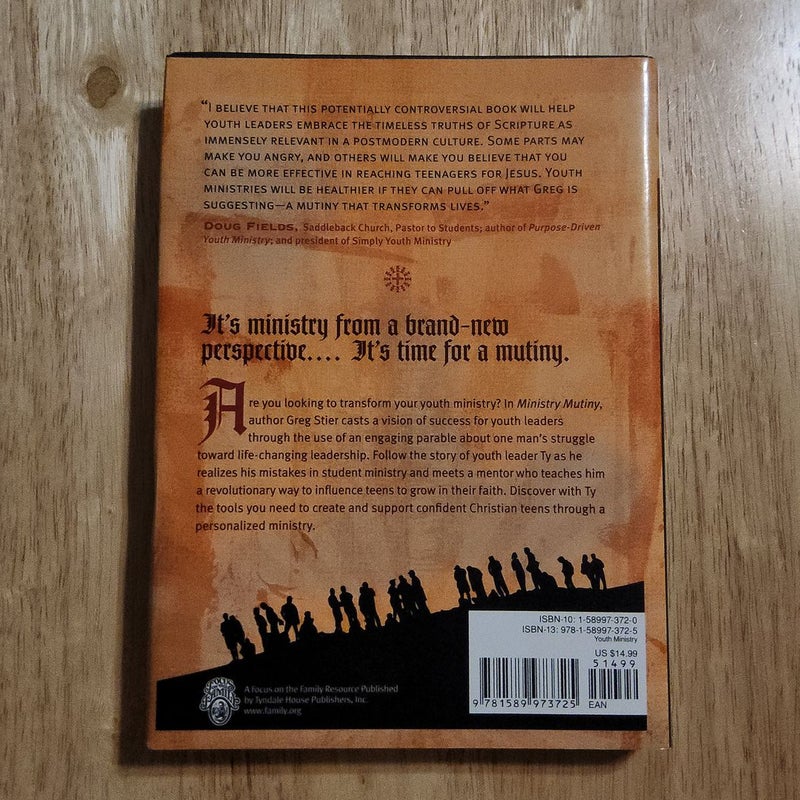 “I believe that this potentially controversial book will help
youth leaders embrace the timeless truths of Scripture as
immensely relevant in a postmodern culture. Some parts may
make you angry, and others will make you believe that you
can be more effective in reaching teenagers for Jesus. Youth
ministries will be healthier if they can pull off what Greg is
suggesting—a mutiny that transforms lives.”
Doug Fields, Saddleback Church, Pastor to Students; author of Purpose-Driven
Youth Ministry; and president of Simply Youth Ministry
It's ministry from a brand-new
perspective.... It's time for a mutiny.
Are you looking to transform your youth ministry? In Ministry Mutiny,
author Greg Stier casts a vision of success for youth leaders
through the use of an engaging parable about one man's struggle
toward life-changing leadership. Follow the story of youth leader Ty as he
realizes his mistakes in student ministry and meets a mentor who teaches him
a revolutionary way to influence teens to grow in their faith. Discover with Ty
the tools you need to create and support confident Christian teens through a
personalized ministry.
A Focus on the Family Resource Published
by Tyndale House Publishers, Inc.
www.family.org
ISBN-10: 1-58997-372-0
ISBN-13: 978-1-58997-372-5
Youth Ministry
US $14.99
51499
9 781589 973725
EAN